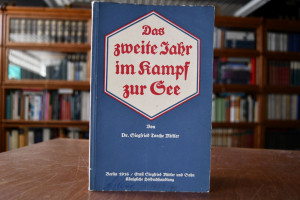 Das
zweite Jahr
im Kampf
zur See
Von
Dr. Siegfried Toeche Mittler
Berlin 1916 / Ernst Siegfried Mittler und Sohn
Königliche Hofbuchhandlung